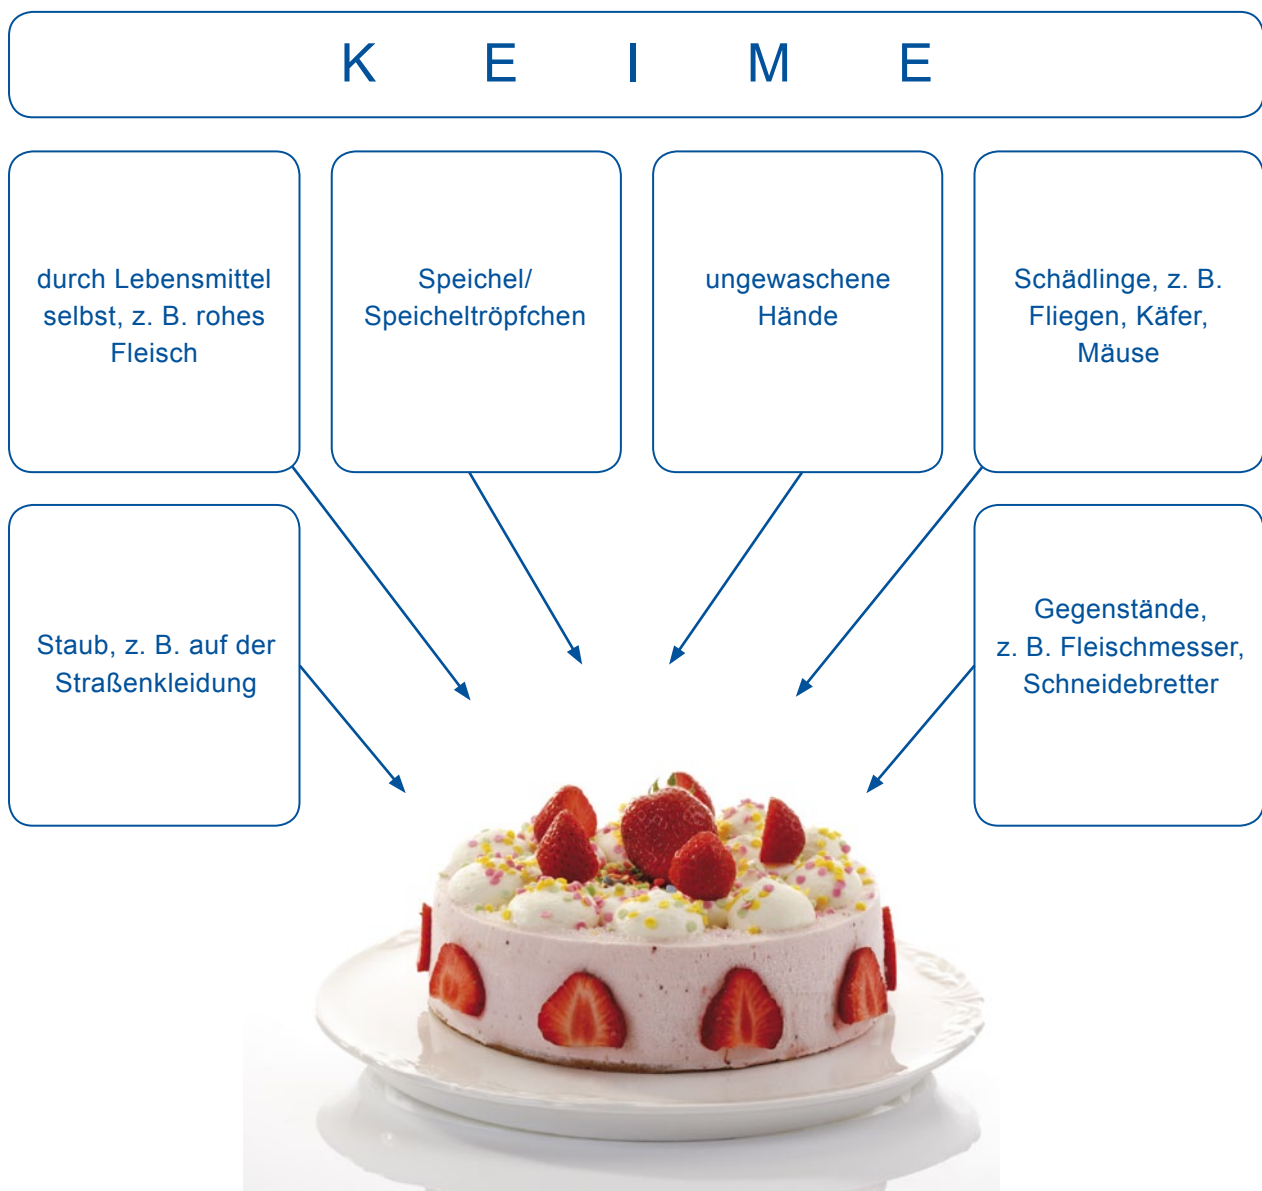 K E I M E
durch Lebensmittel
selbst, z. B. rohes
Fleisch
Speichel/
Speicheltröpfchen
ungewaschene
Hände
Schädlinge, z. B.
Fliegen, Käfer,
Mäuse
Staub, z. B. auf der
Straßenkleidung
Gegenstände,
z. B. Fleischmesser,
Schneidebretter